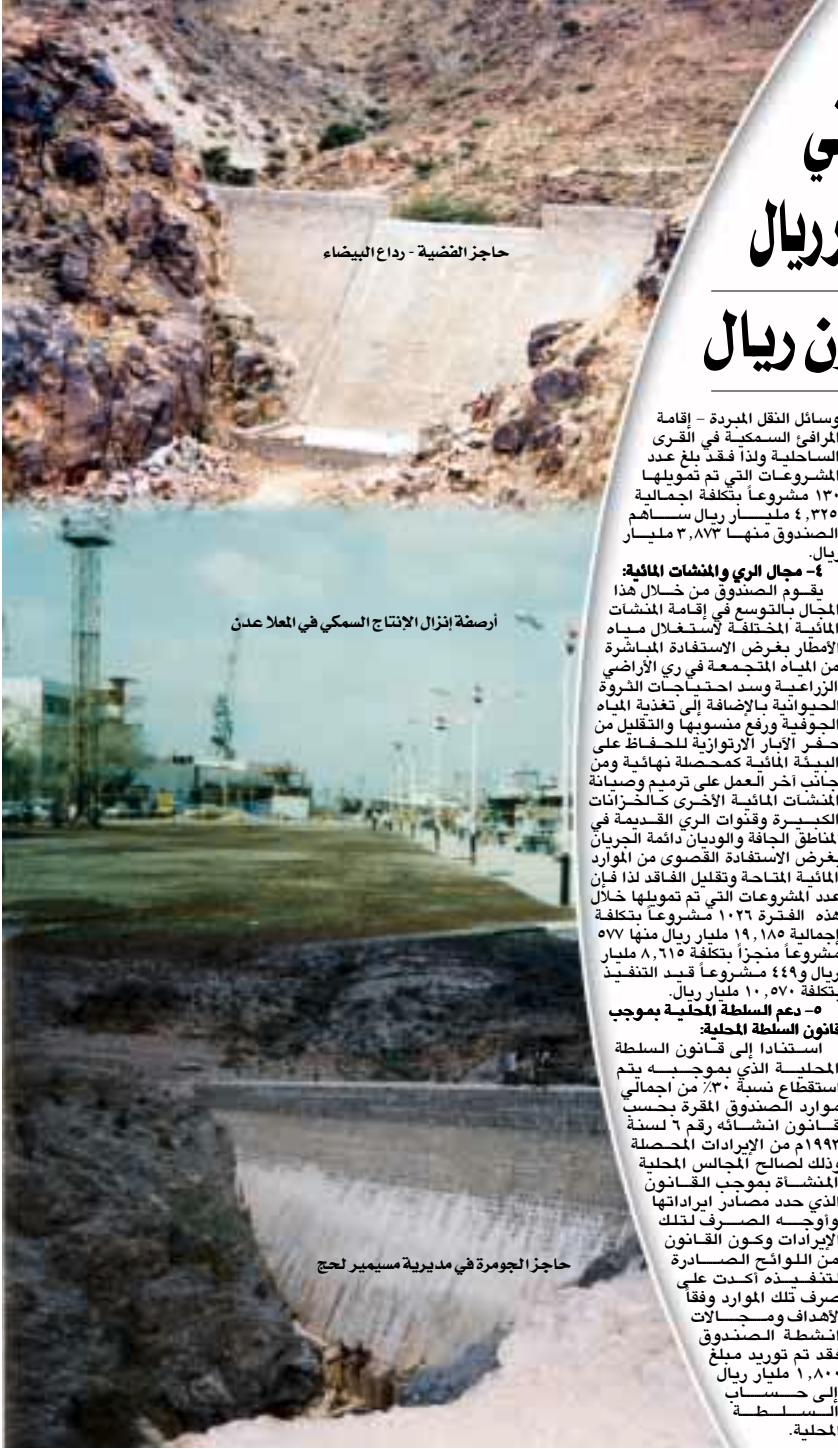 ي
ريال
ن ريال
وسائل النقل المبردة – إقامة
المرافئ السمكية في القرى
الساحلية ولذا فقد بلغ عدد
المشروعات التي تم تمويلها
١٣٠ مشروعاً بتكلفة اجمالية
٤,٣٢٥ مليار ريال ساهم
الصندوق منها ٣,٨٧٣ مليار
ريال.
٤- مجال الري والمنشات المائية:
يقوم الصندوق من خلال هذا
المجال بالتوسع في إقامة المنشآت
المائية المختلفة لاستغلال مياه
الأمطار بغرض الاستفادة المباشرة
من المياه المتجمعة في ري الأراضي
الزراعية وسد احتياجات الثروة
الحيوانية بالإضافة إلى تغذية المياه
الجوفية ورفع منسوبها والتقليل من
حفر الآبار الارتوازية للحفاظ على
البيئة المائية كمحصلة نهائية ومن
جانب آخر العمل على ترميم وصيانة
المنشآت المائية الأخرى كالخزانات
الكبيرة وقنوات الري القديمة في
المناطق الجافة والوديان دائمة الجريان
بغرض الاستفادة القصوى من الموارد
المائية المتاحة وتقليل الفاقد لذا فإن
عدد المشروعات التي تم تمويلها خلال
هذه الفترة ١٠٢٦ مشروعاً بتكلفة
إجمالية ١٩,١٨٥ مليار ريال منها ٥٧٧
مشروعاً منجزاً بتكلفة ٨,٦١٥ مليار
ريال و٤٤٩ مشروعاً قيد التنفيذ
بتكلفة ١٠,٥٧٠ مليار ريال.
٥- دعم السلطة المحلية بموجب
قانون السلطة المحلية:
استنادا إلى قانون السلطة
المحلية الذي بموجبه يتم
استقطاع نسبة ٣٠٪ من اجمالي
موارد الصندوق المقرة بحسب
قانون انشائه رقم ٦ لسنة
١٩٩٣م من الإيرادات المحصلة
وذلك لصالح المجالس المحلية
المنشأة بموجب القانون
الذي حدد مصادر ايراداتها
وأوجه الصرف لتلك
الإيرادات وكون القانون
من اللوائح الصادرة
لتنفيذه أكدت على
صرف تلك الموارد وفقاً
لأهداف ومجالات
انشطة الصندوق
فقد تم توريد مبلغ
١,٨٠٠ مليار ريال
إلى حساب
السلطة
المحلية.
حاجز الفضية - رداع البيضاء
أرصفة إنزال الإنتاج السمكي في المعلا عدن
حاجز الجومرة في مديرية مسيمير لحج